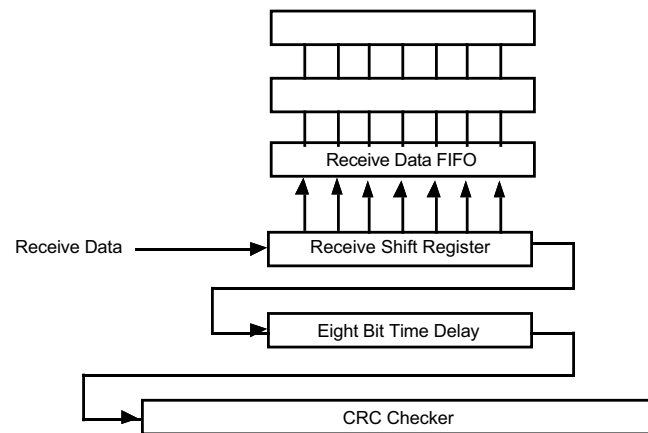 Receive Data FIFO
Receive Data
Receive Shift Register
Eight Bit Time Delay
CRC Checker